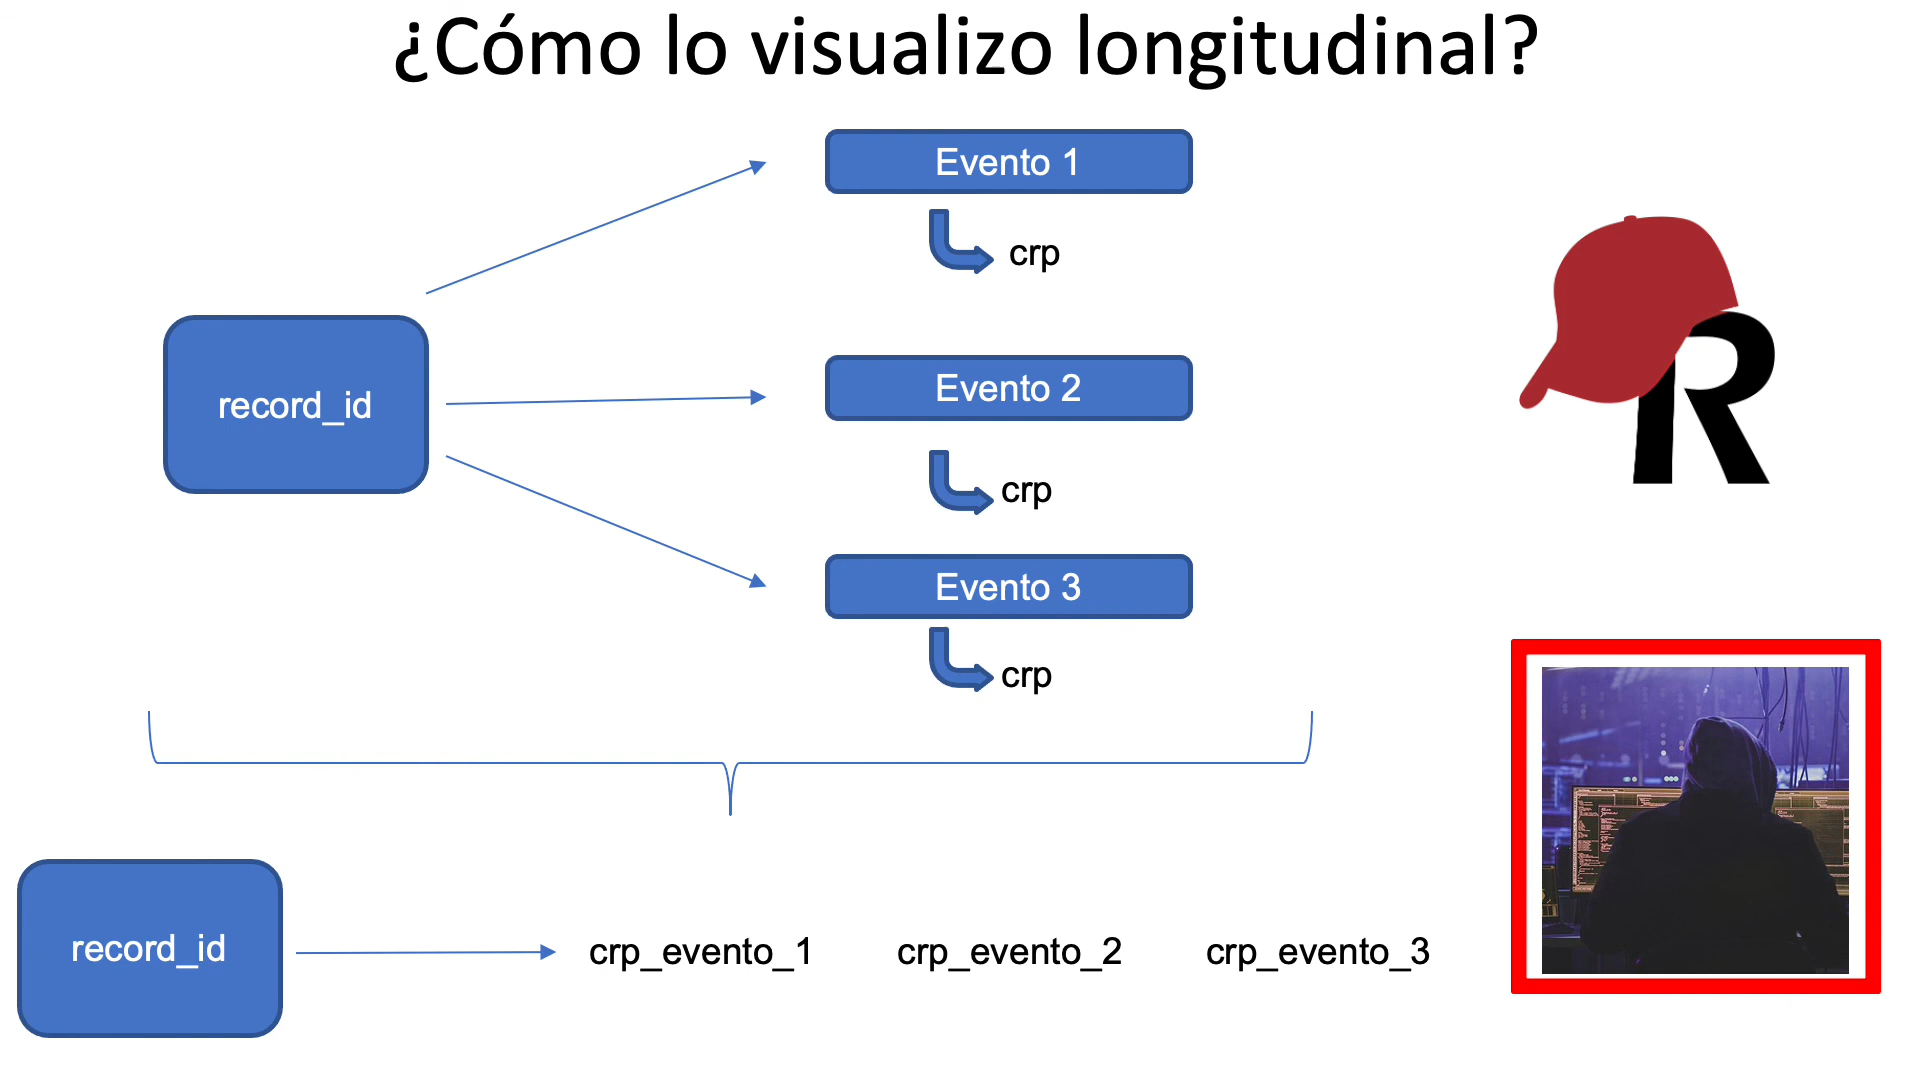 ¿Cómo lo visualizo longitudinal?
Evento 1
crp
record_id
Evento 2
crp
Evento 3
crp
R
record_id
crp_evento_1
crp_evento_2
crp_evento_3